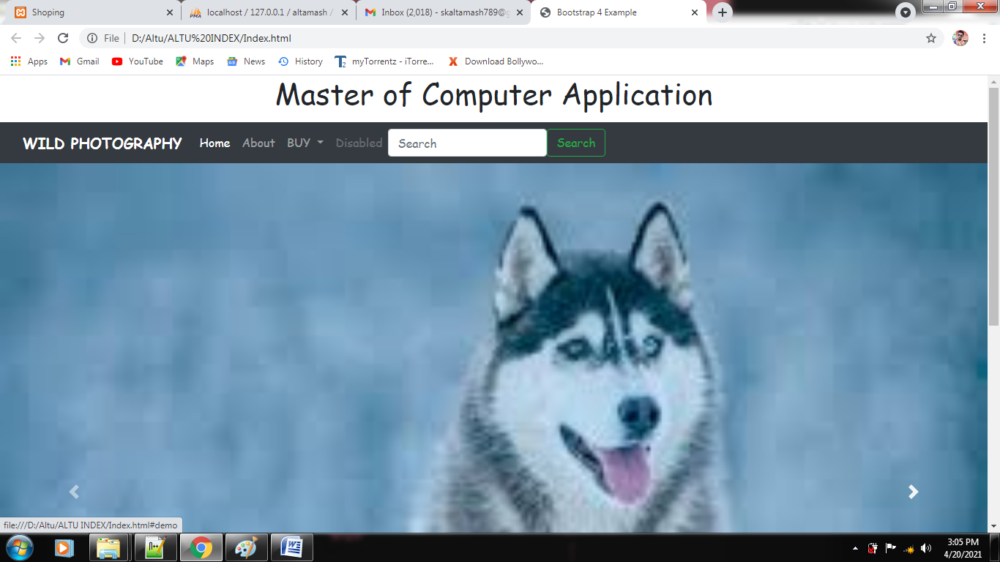 Shoping
localhost / 127.0.0.1 / altamash /
Inbox (2,018) - skaltamash789@g
Bootstrap 4 Example
File
D:/Altu/ALTU%20INDEX/Index.html
Apps
Gmail
YouTube
Maps
News
History
myTorrentz - iTorre...
Download Bollywo...
Master of Computer Application
WILD PHOTOGRAPHY
Home
About
BUY
Disabled
Search
Search
file:///D:/Altu/ALTU INDEX/Index.html#demo
3:05 PM
4/20/2021